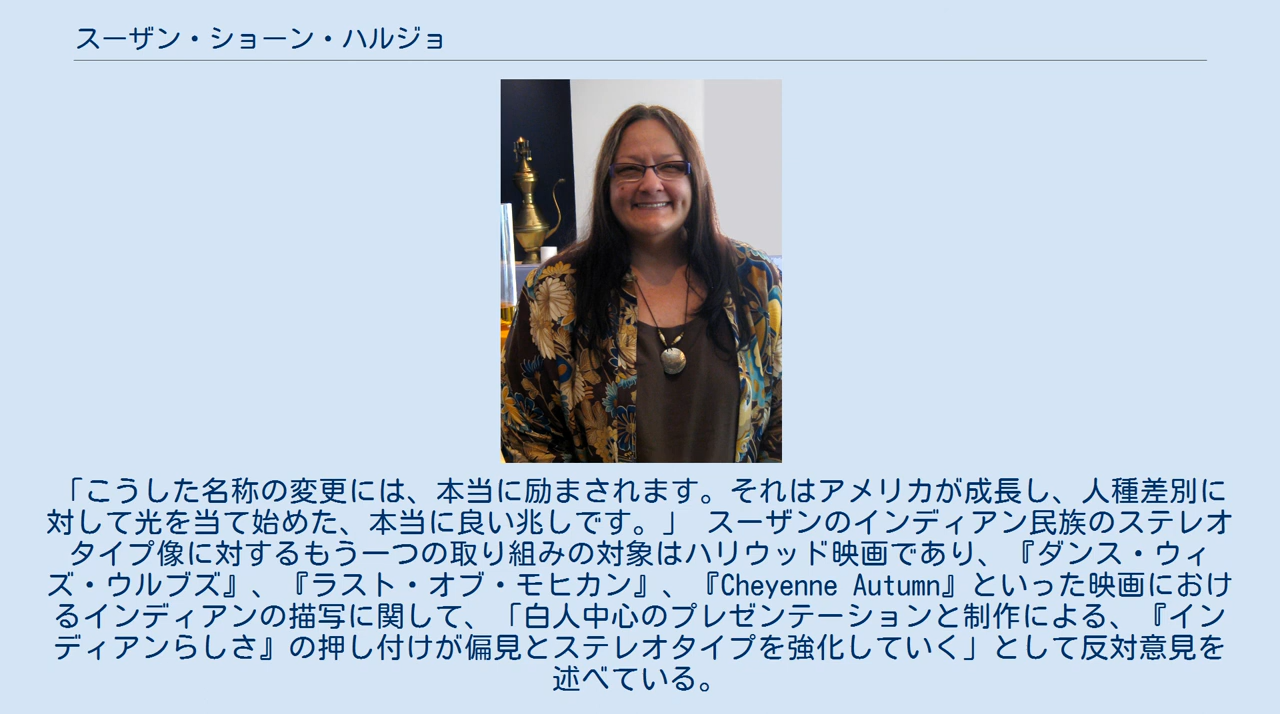 スーザン・ショーン・ハルジョ
「こうした名称の変更には、本当に励まされます。それはアメリカが成長し、人種差別に
対して光を当て始めた、本当に良い兆しです。」 スーザンのインディアン民族のステレオ
タイプ像に対するもう一つの取り組みの対象はハリウッド映画であり、『ダンス・ウィ
ズ・ウルブズ』、『ラスト・オブ・モヒカン』、『Cheyenne Autumn』といった映画におけ
るインディアンの描写に関して、「白人中心のプレゼンテーションと制作による、『イン
ディアンらしさ』の押し付けが偏見とステレオタイプを強化していく」として反対意見を
述べている。